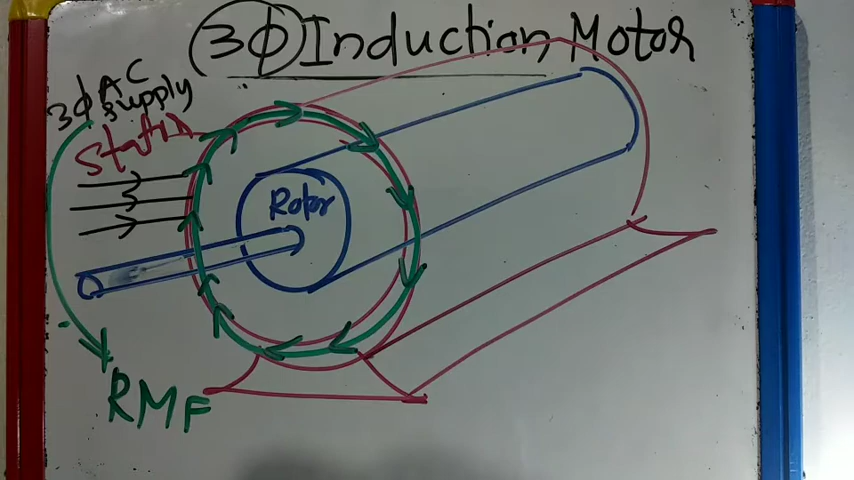 3Φ Induction Motor
3Φ AC
supply
Stator
Rotor
RMF